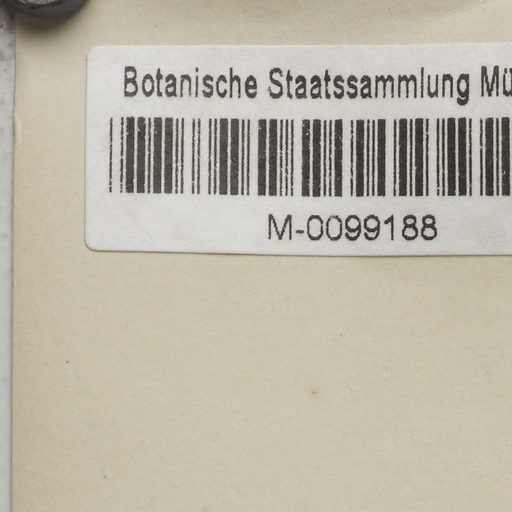 Botanische Staatssammlung Mü
M-0099188